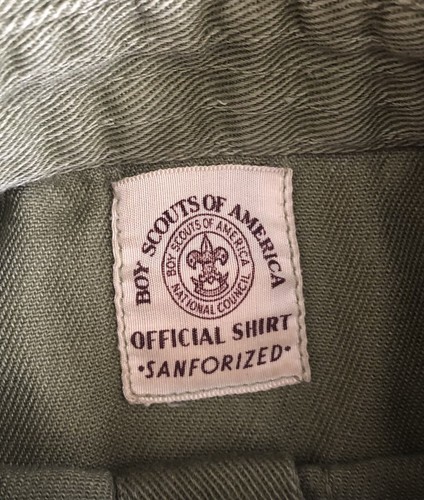 BOY SCOUTS OF AMERICA
BOY SCOUTS OF AMERICA
NATIONAL COUNCIL
OFFICIAL SHIRT
•SANFORIZED•